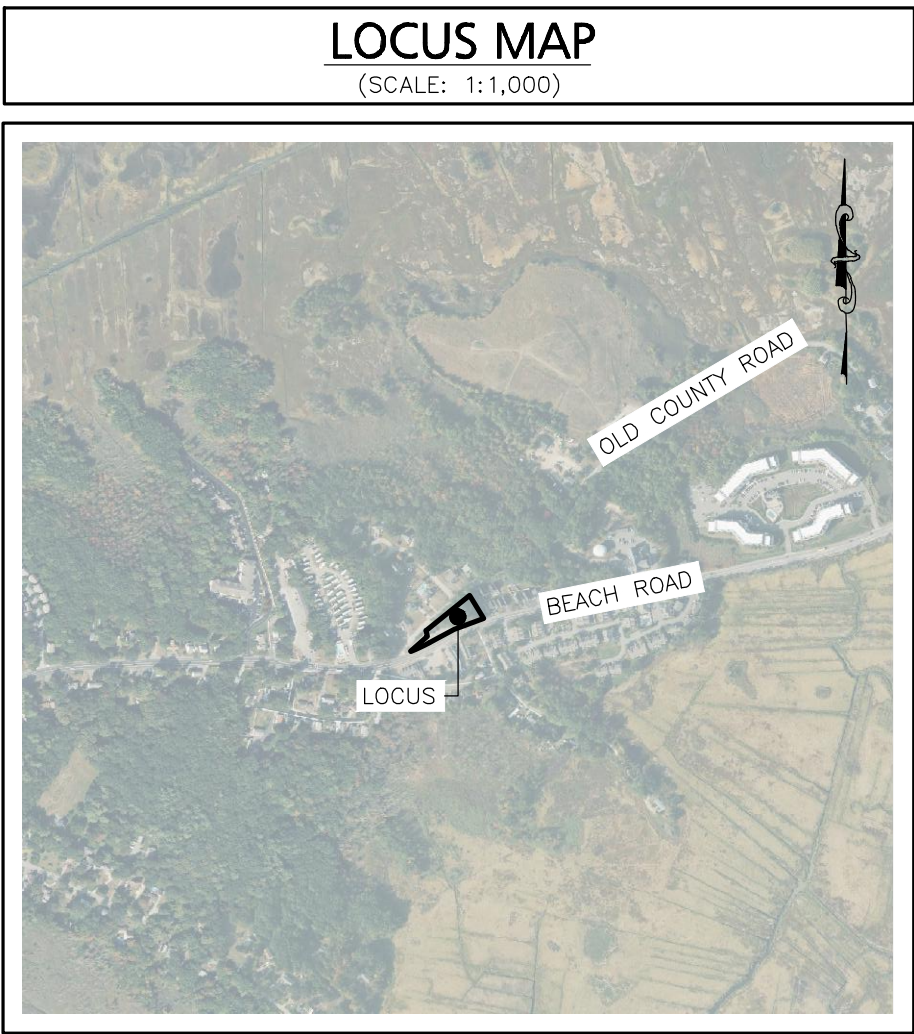 LOCUS MAP
(SCALE: 1:1,000)
OLD COUNTY ROAD
BEACH ROAD
LOCUS